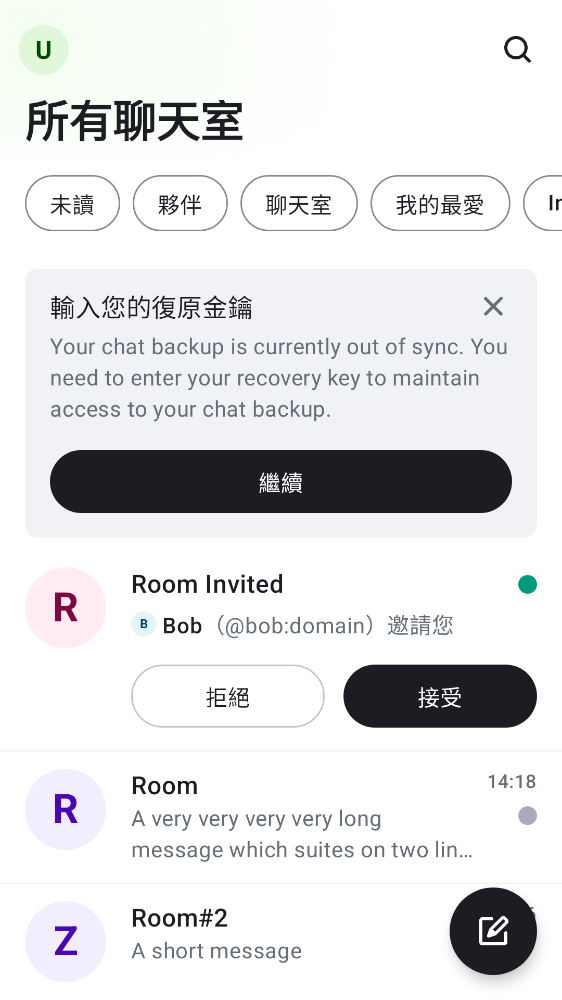 U
所有聊天室
未讀
夥伴
聊天室
我的最愛
輸入您的復原金鑰
Your chat backup is currently out of sync. You
need to enter your recovery key to maintain
access to your chat backup.
繼續
R
Room Invited
B Bob（@bob:domain）邀請您
拒絕
接受
R
Room
14:18
A very very very very long
message which suites on two lin…
Z
Room#2
A short message